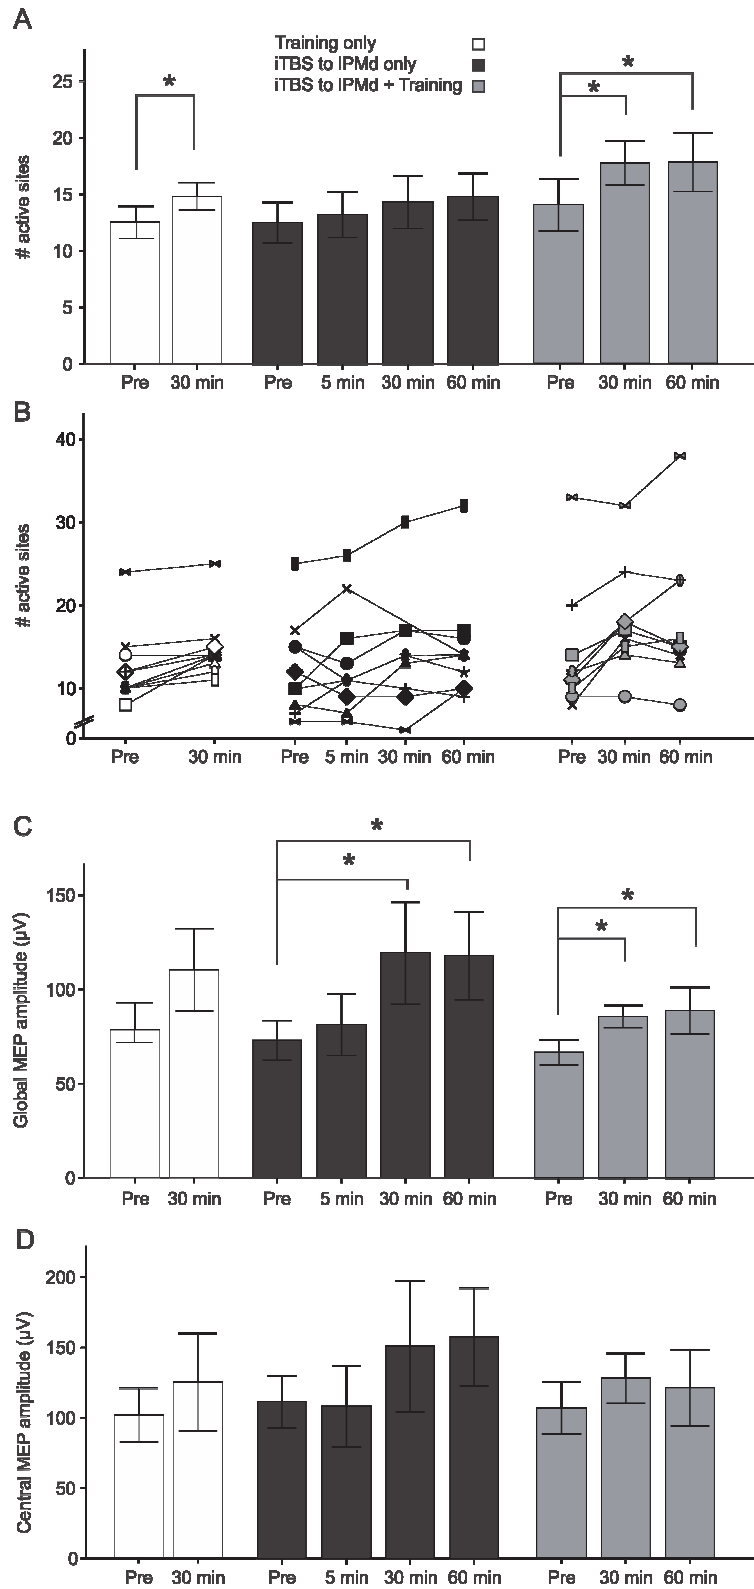 A
Training only
iTBS to lPMd only
iTBS to lPMd + Training
# active sites
25
20
15
10
5
0
*
*
*
Pre 30 min Pre 5 min 30 min 60 min Pre 30 min 60 min
B
# active sites
40
30
20
10
0
Pre 30 min Pre 5 min 30 min 60 min Pre 30 min 60 min
C
Global MEP amplitude (µV)
150
100
50
0
*
*
*
*
Pre 30 min Pre 5 min 30 min 60 min Pre 30 min 60 min
D
Central MEP amplitude (µV)
200
150
100
50
0
Pre 30 min Pre 5 min 30 min 60 min Pre 30 min 60 min